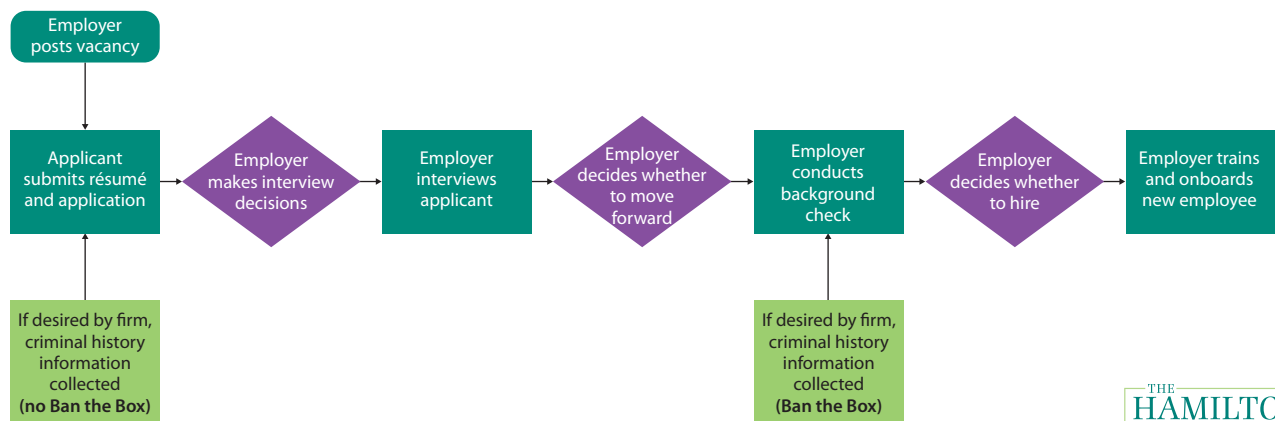 Employer
posts vacancy
Applicant
submits résumé
and application
Employer
makes interview
decisions
Employer
interviews
applicant
Employer
decides whether
to move
forward
Employer
conducts
background
check
Employer
decides whether
to hire
Employer trains
and onboards
new employee
If desired by firm,
criminal history
information
collected
(no Ban the Box)
If desired by firm,
criminal history
information
collected
(Ban the Box)
THE
HAMILTO